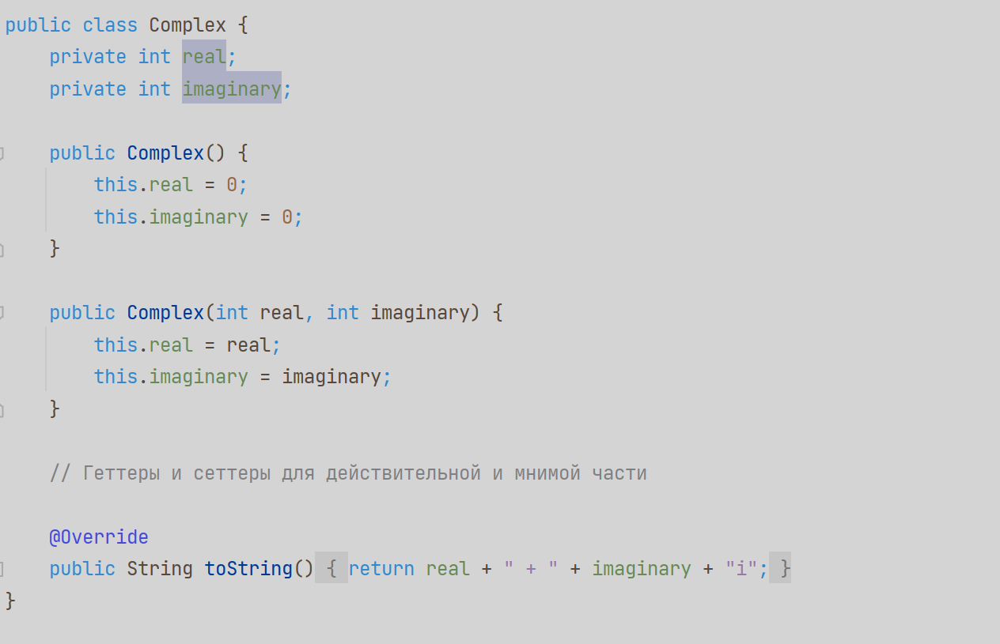 public class Complex {
    private int real;
    private int imaginary;

    public Complex() {
        this.real = 0;
        this.imaginary = 0;
    }

    public Complex(int real, int imaginary) {
        this.real = real;
        this.imaginary = imaginary;
    }

    // Геттеры и сеттеры для действительной и мнимой части

    @Override
    public String toString() { return real + " + " + imaginary + "i"; }
}